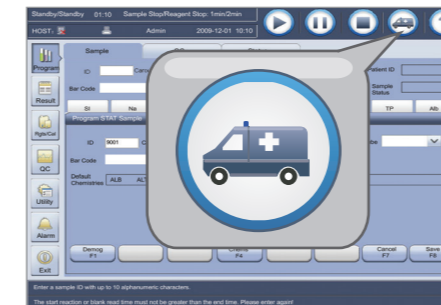 Standby/Standby 01:10 Sample Stop/Reagent Stop: 1min/2min
HOST: Admin 2009-12-01 10:10
Program
Result
Rgts/Cal
QC
Utility
Alarm
Exit
Sample
ID
Bar Code
SI Na
Patient ID
Sample Status
TP Alb
Program STAT Sample
ID 9001
Bar Code
Default Chemistries ALB
Demog F1
F4
Cancel F7
Save F8
Enter a sample ID with up to 10 alphanumeric characters.
The start reaction or blank read time must not be greater than the end time. Please enter again!